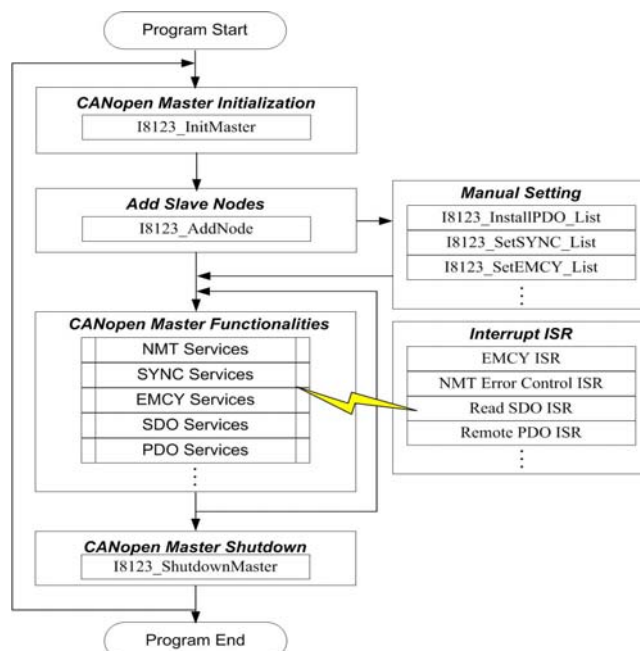 Program Start
CANopen Master Initialization
I8123_InitMaster
Add Slave Nodes
I8123_AddNode
Manual Setting
I8123_InstallPDO_List
I8123_SetSYNC_List
I8123_SetEMCY_List
CANopen Master Functionalities
NMT Services
SYNC Services
EMCY Services
SDO Services
PDO Services
Interrupt ISR
EMCY ISR
NMT Error Control ISR
Read SDO ISR
Remote PDO ISR
CANopen Master Shutdown
I8123_ShutdownMaster
Program End